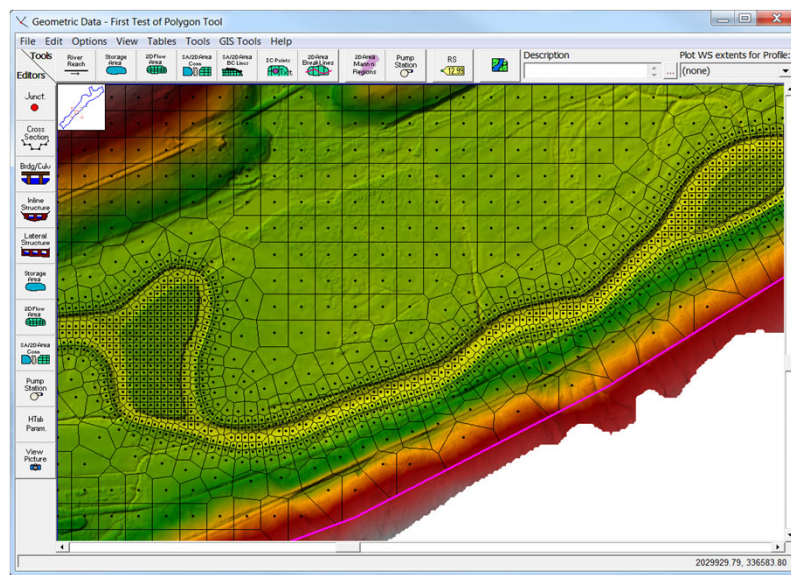 Geometric Data - First Test of Polygon Tool
File Edit Options View Tables Tools GIS Tools Help
Tools
Editors
River
Reach
Storage
Area
2D Flow
Area
SA/2D Area
Conn
SA/2D Area
BC Lines
IC Points
2D Area
BreakLines
2D Area
Mann n
Regions
Pump
Station
RS
Description
...
Plot WS extents for Profile:
(none)
Junct.
Cross
Section
Brdg/Culv
Inline
Structure
Lateral
Structure
Storage
Area
2D Flow
Area
SA/2D Area
Conn
Pump
Station
HTab
Param.
View
Picture
2029929.79, 336583.80